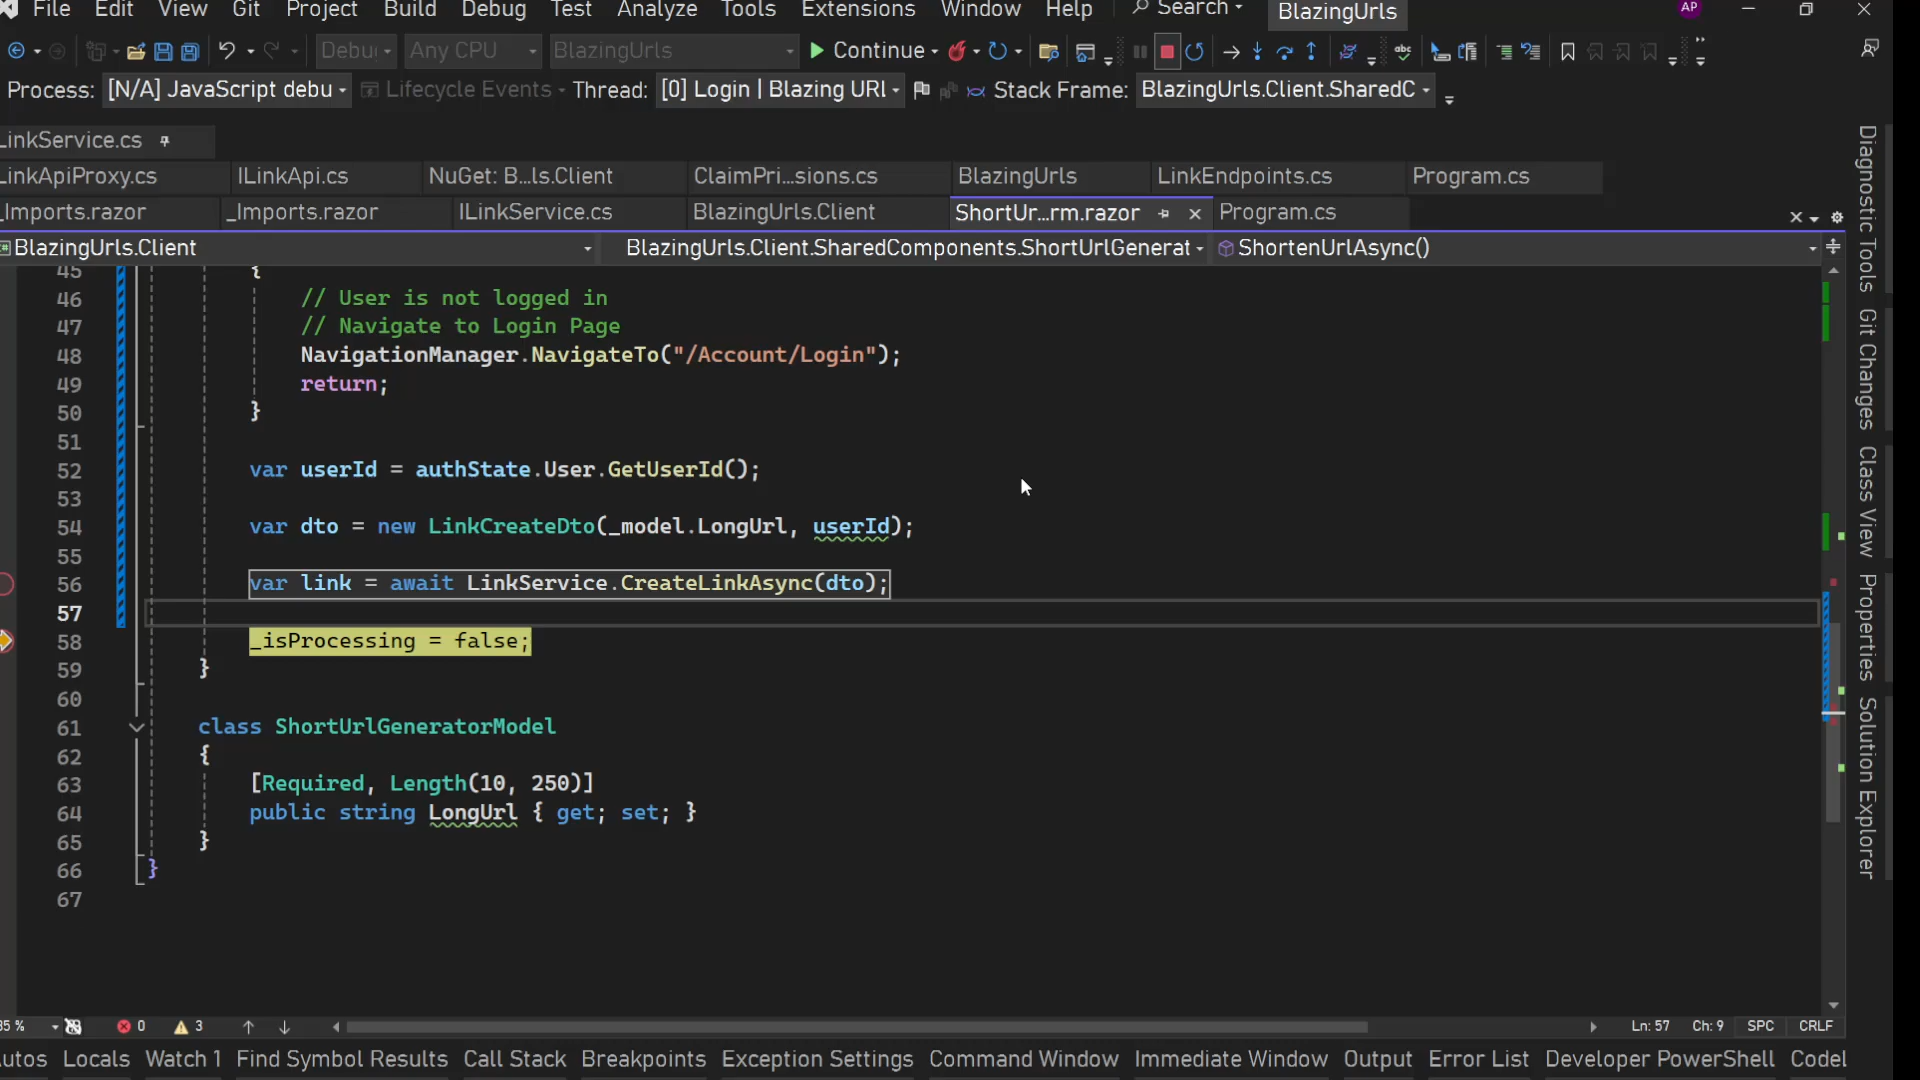 File Edit View Git Project Build Debug Test Analyze Tools Extensions Window Help Search BlazingUrls AP
Debu Any CPU BlazingUrls Continue
Process: [N/A] JavaScript debu Lifecycle Events Thread: [0] Login | Blazing URL Stack Frame: BlazingUrls.Client.SharedC
LinkService.cs
LinkApiProxy.cs ILinkApi.cs NuGet: B...ls.Client ClaimPri...sions.cs BlazingUrls LinkEndpoints.cs Program.cs
_Imports.razor _Imports.razor ILinkService.cs BlazingUrls.Client ShortUr...rm.razor Program.cs
BlazingUrls.Client BlazingUrls.Client.SharedComponents.ShortUrlGenerat ShortenUrlAsync()
45 {
46 // User is not logged in
47 // Navigate to Login Page
48 NavigationManager.NavigateTo("/Account/Login");
49 return;
50 }
51
52 var userId = authState.User.GetUserId();
53
54 var dto = new LinkCreateDto(_model.LongUrl, userId);
55
56 var link = await LinkService.CreateLinkAsync(dto);
57
58 _isProcessing = false;
59 }
60
61 class ShortUrlGeneratorModel
62 {
63 [Required, Length(10, 250)]
64 public string LongUrl { get; set; }
65 }
66 }
67
85 % 0 3 Ln: 57 Ch: 9 SPC CRLF
utos Locals Watch 1 Find Symbol Results Call Stack Breakpoints Exception Settings Command Window Immediate Window Output Error List Developer PowerShell CodeL
Diagnostic Tools
Git Changes
Class View
Properties
Solution Explorer